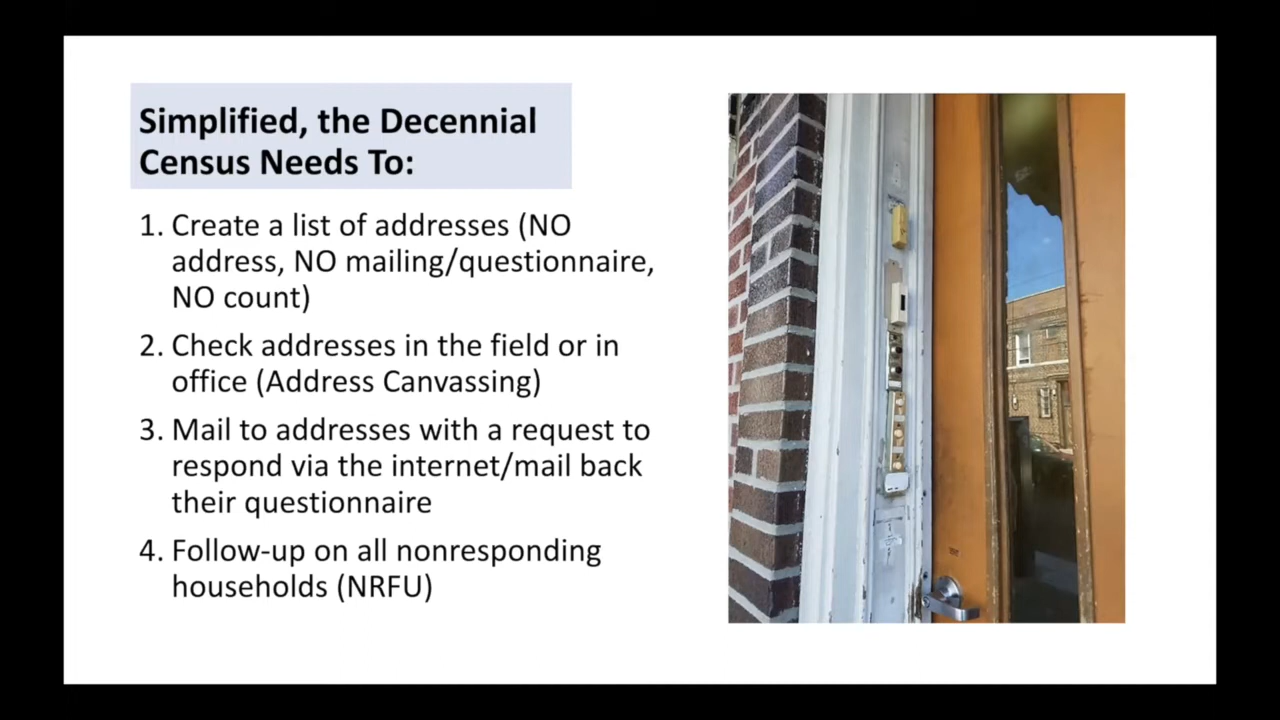 Simplified, the Decennial
Census Needs To:
1. Create a list of addresses (NO
address, NO mailing/questionnaire,
NO count)
2. Check addresses in the field or in
office (Address Canvassing)
3. Mail to addresses with a request to
respond via the internet/mail back
their questionnaire
4. Follow-up on all nonresponding
households (NRFU)